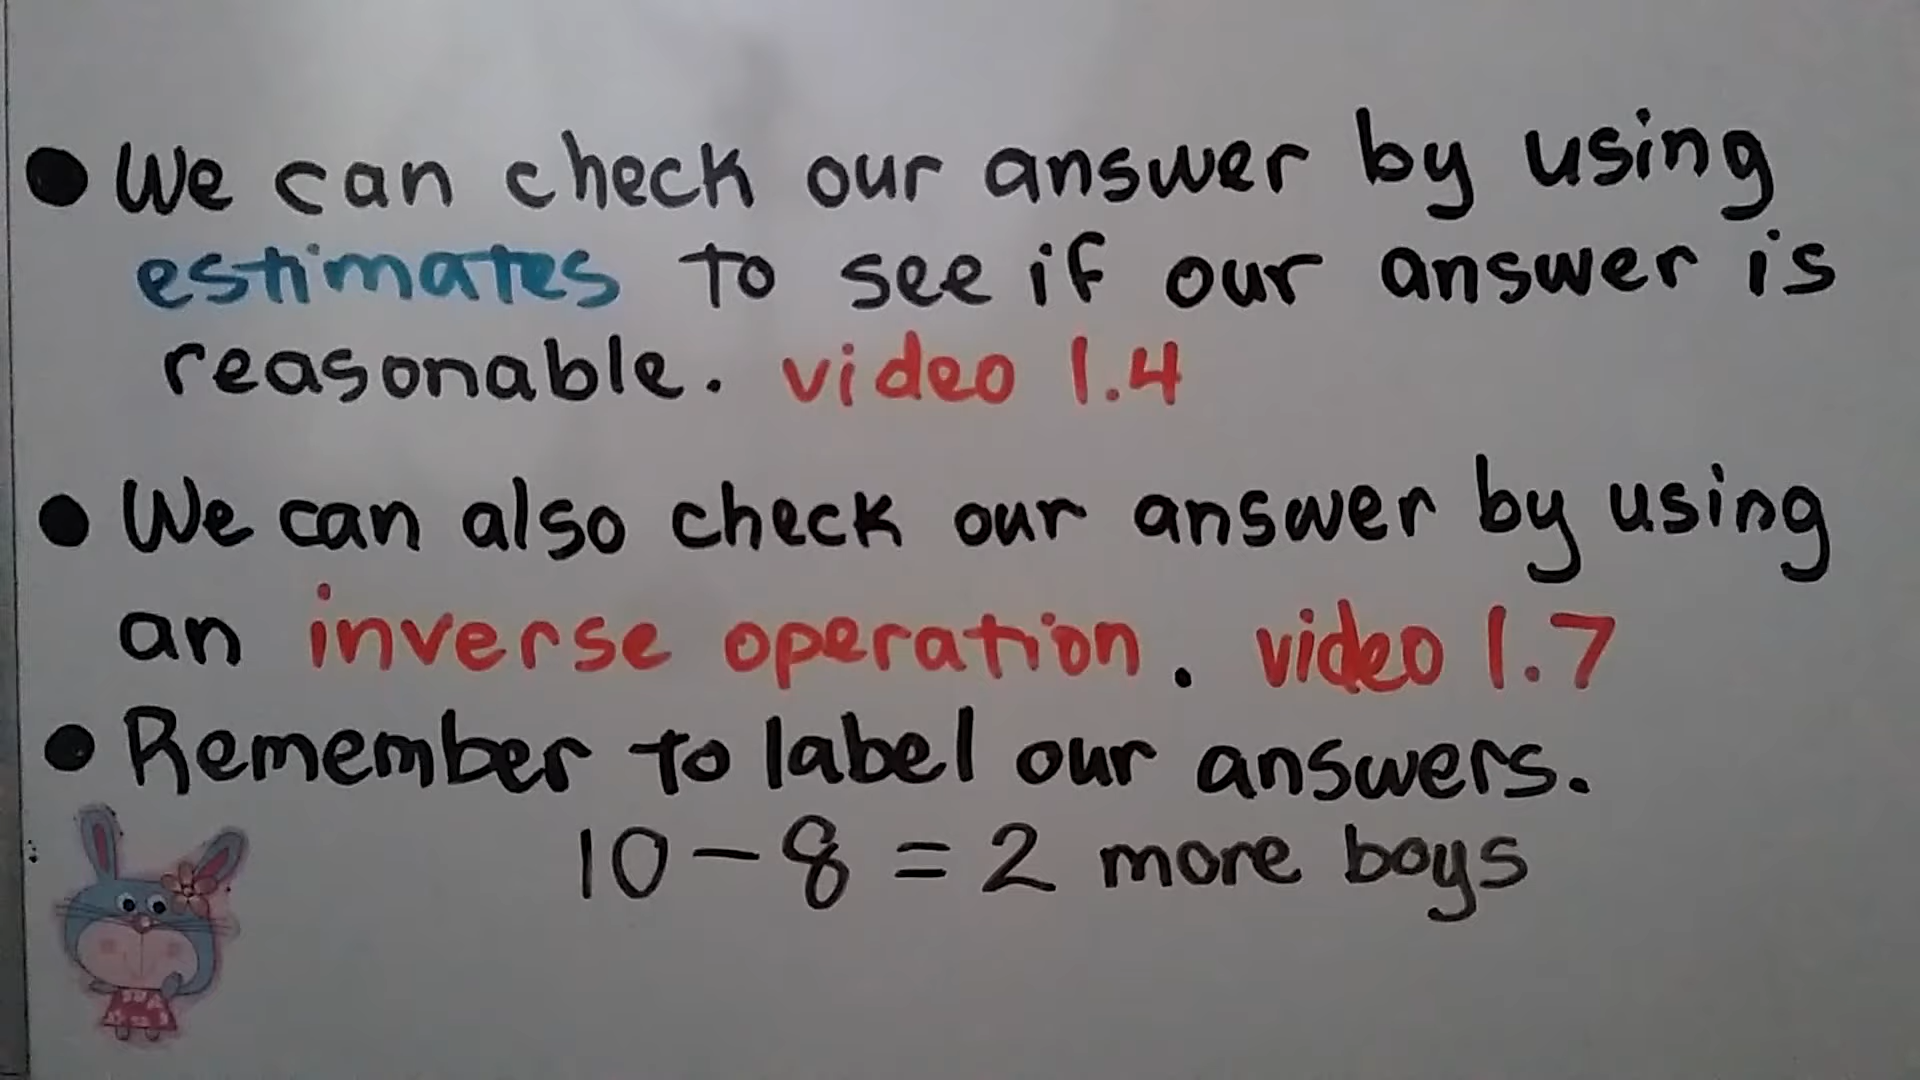 ● We can check our answer by using
estimates to see if our answer is
reasonable. video 1.4
● We can also check our answer by using
an inverse operation. video 1.7
● Remember to label our answers.
10 - 8 = 2 more boys